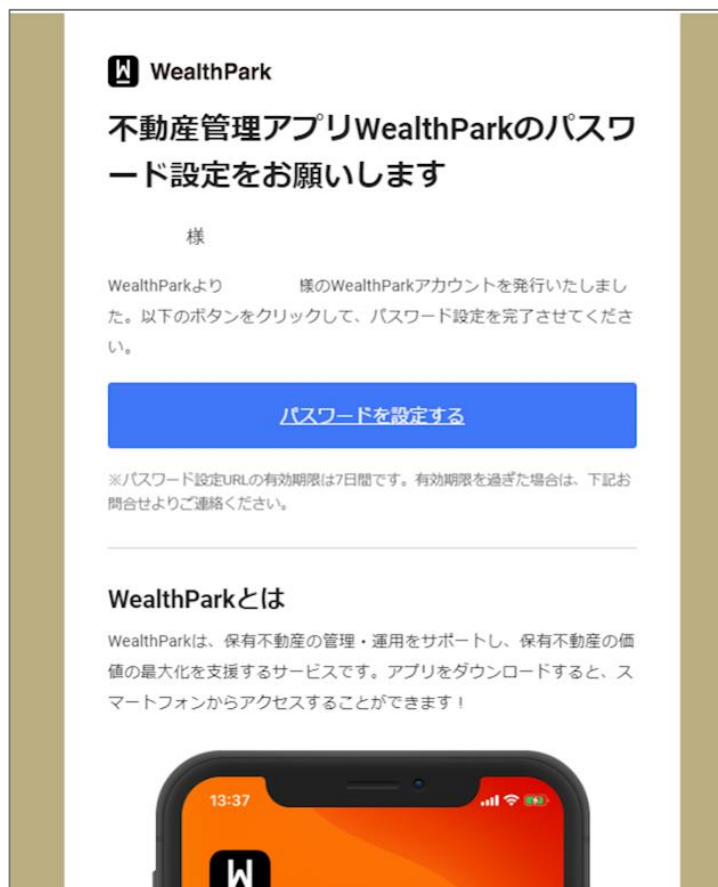 WealthPark
不動産管理アプリWealthParkのパスワ
ード設定をお願いします
様
WealthParkより 様のWealthParkアカウントを発行いたしまし
た。以下のボタンをクリックして、パスワード設定を完了させてくださ
い。
パスワードを設定する
※パスワード設定URLの有効期限は7日間です。有効期限を過ぎた場合は、下記お
問合せよりご連絡ください。
WealthParkとは
WealthParkは、保有不動産の管理・運用をサポートし、保有不動産の価
値の最大化を支援するサービスです。アプリをダウンロードすると、ス
マートフォンからアクセスすることができます！
13:37